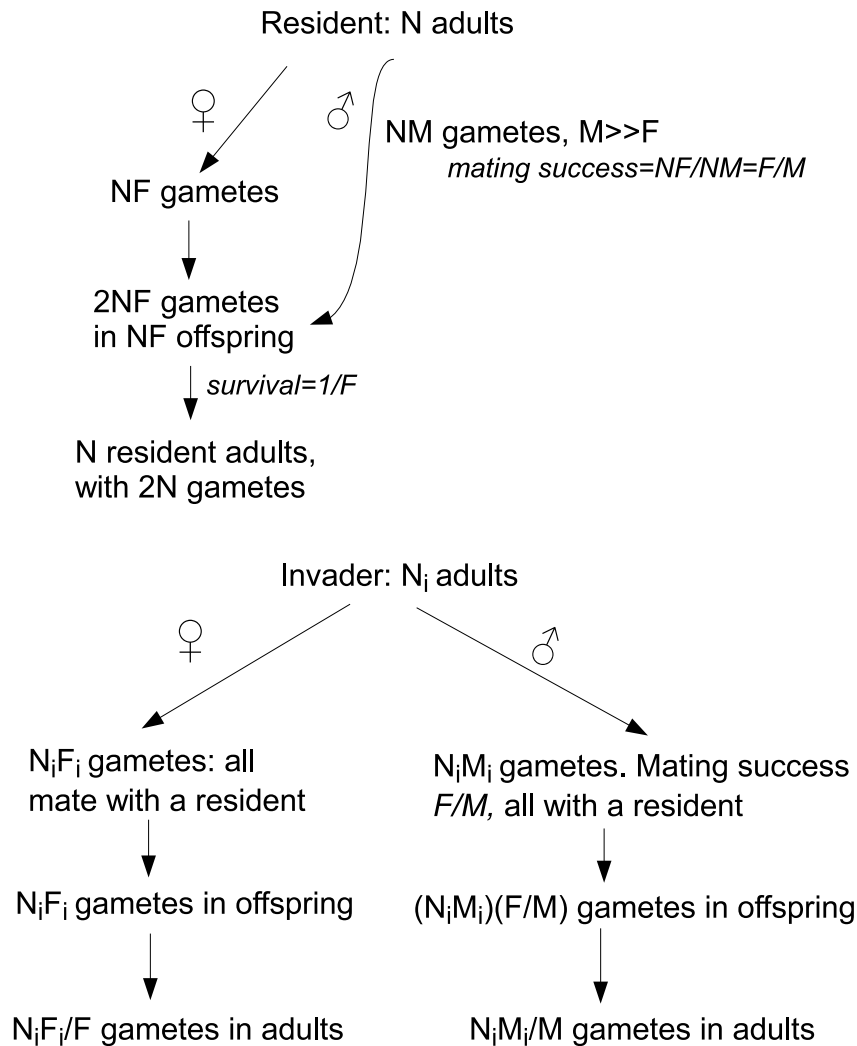 Resident: N adults
♀
♂
NM gametes, M>>F
mating success=NF/NM=F/M
NF gametes
2NF gametes
in NF offspring
survival=1/F
N resident adults,
with 2N gametes
Invader: Nᵢ adults
♀
♂
NᵢFᵢ gametes: all
mate with a resident
NᵢMᵢ gametes. Mating success
F/M, all with a resident
NᵢFᵢ gametes in offspring
(NᵢMᵢ)(F/M) gametes in offspring
NᵢFᵢ/F gametes in adults
NᵢMᵢ/M gametes in adults